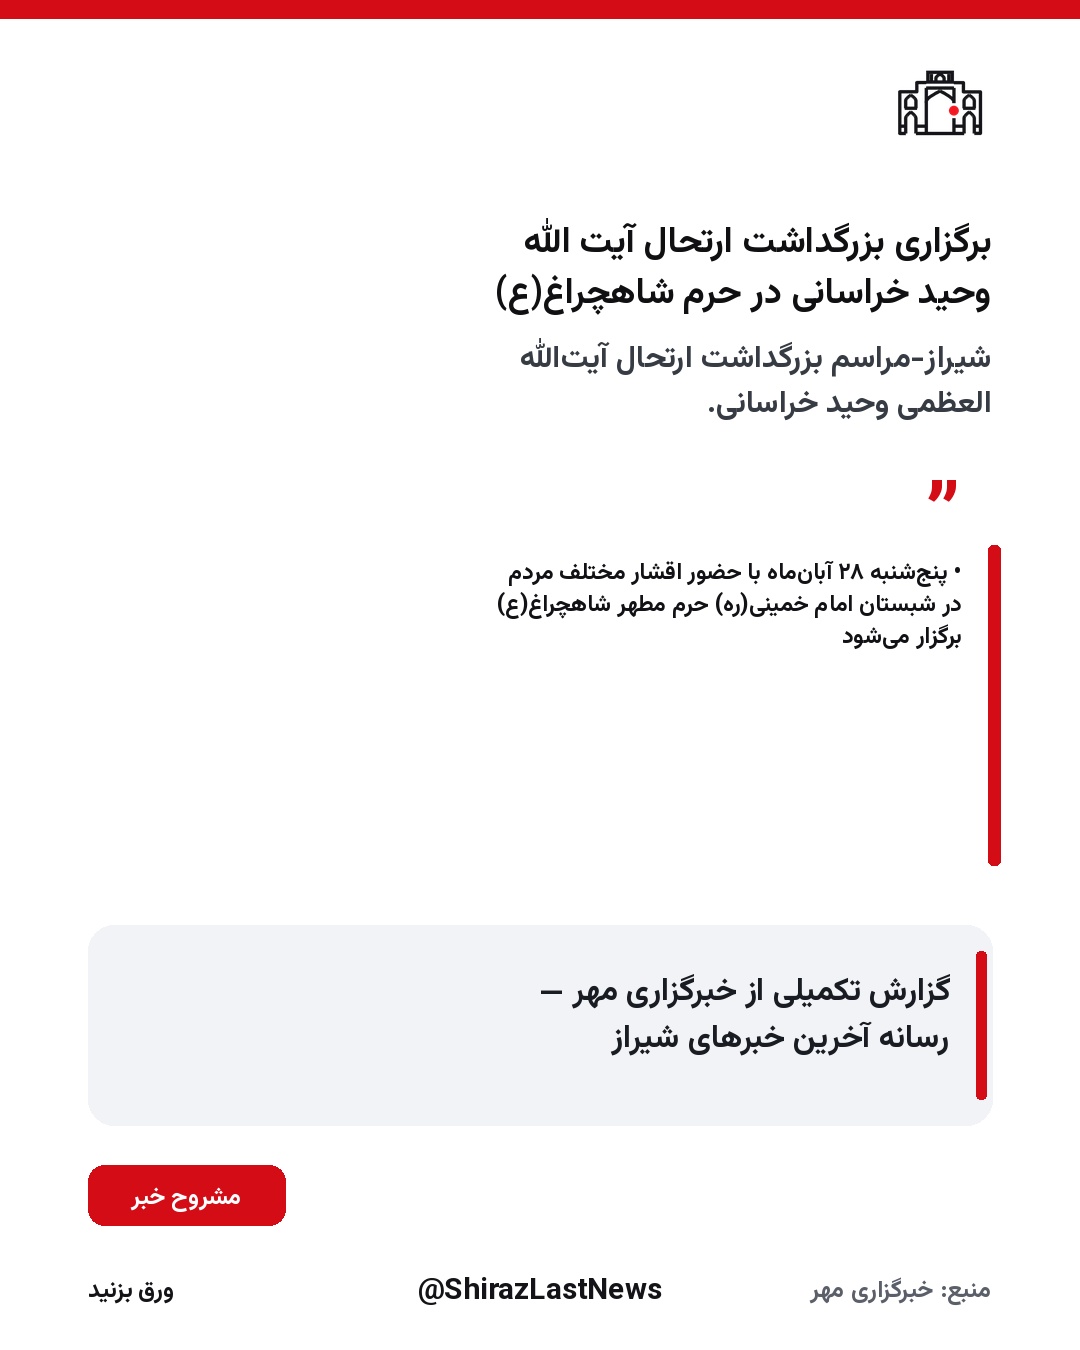 برگزاری بزرگداشت ارتحال آیت الله
وحید خراسانی در حرم شاهچراغ(ع)
شیراز-مراسم بزرگداشت ارتحال آیت‌الله
العظمی وحید خراسانی.
”
• پنج‌شنبه ۲۸ آبان‌ماه با حضور اقشار مختلف مردم
در شبستان امام خمینی(ره) حرم مطهر شاهچراغ(ع)
برگزار می‌شود
گزارش تکمیلی از خبرگزاری مهر –
رسانه آخرین خبرهای شیراز
مشروح خبر
منبع: خبرگزاری مهر
@ShirazLastNews
ورق بزنید